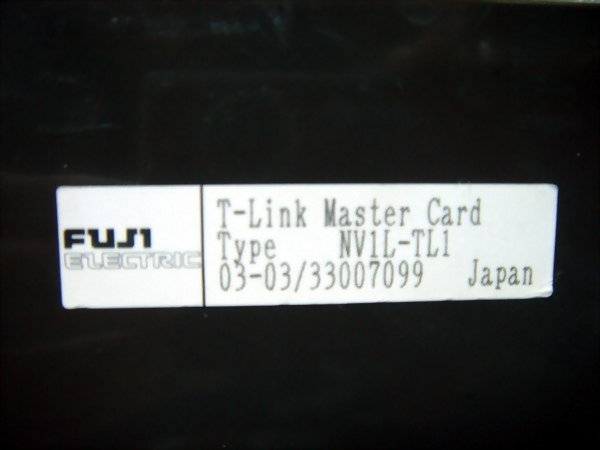 FUJI
ELECTRIC
T-Link Master Card
Type NV1L-TL1
03-03/33007099 Japan